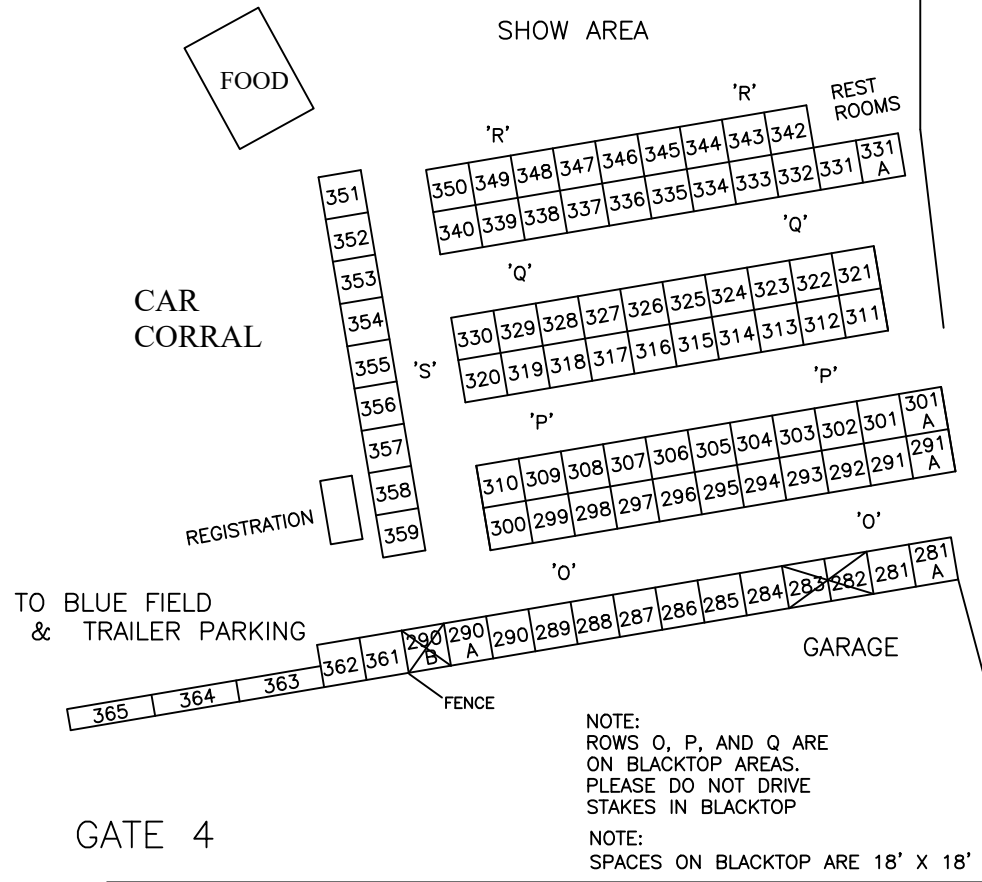 SHOW AREA
FOOD
'R'
'R'
REST
ROOMS
350 349 348 347 346 345 344 343 342
340 339 338 337 336 335 334 333 332 331 331
A
'Q'
'Q'
351
352
353
354
355
356
357
358
359
CAR
CORRAL
'S'
330 329 328 327 326 325 324 323 322 321
320 319 318 317 316 315 314 313 312 311
'P'
'P'
310 309 308 307 306 305 304 303 302 301 301
A
300 299 298 297 296 295 294 293 292 291 291
A
REGISTRATION
'O'
'O'
TO BLUE FIELD
& TRAILER PARKING
365 364 363 362 361 290
B
290
A
290 289 288 287 286 285 284 283 282 281 281
A
GARAGE
FENCE
NOTE:
ROWS O, P, AND Q ARE
ON BLACKTOP AREAS.
PLEASE DO NOT DRIVE
STAKES IN BLACKTOP
NOTE:
SPACES ON BLACKTOP ARE 18' X 18'
GATE 4